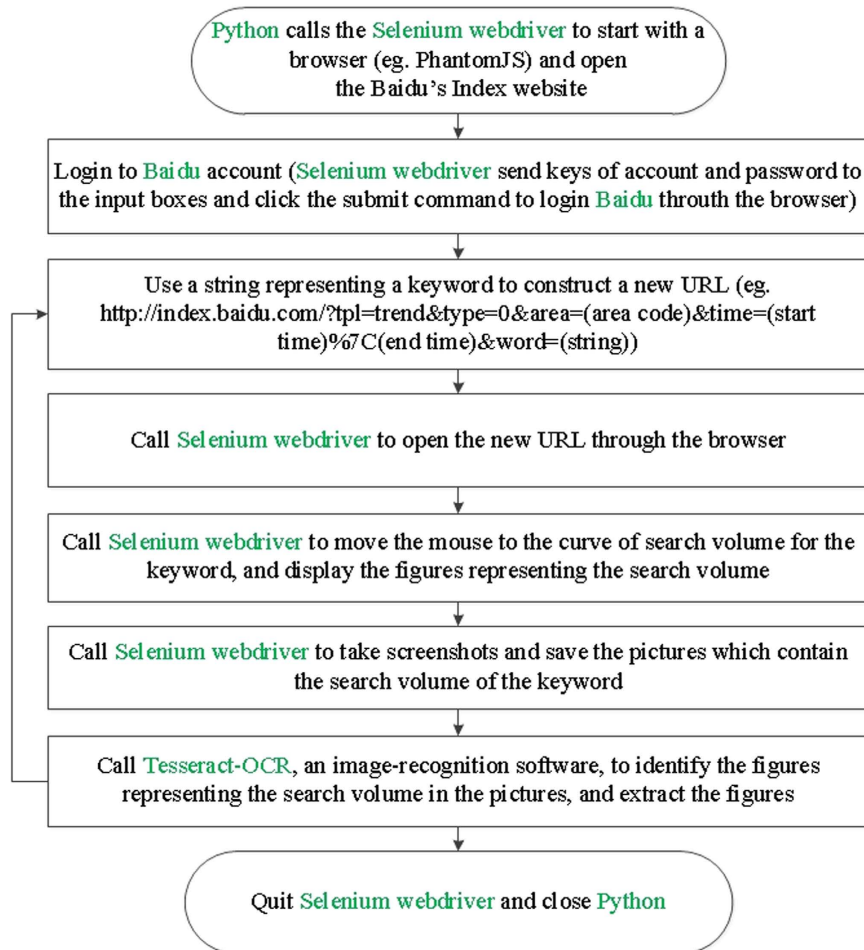 Python calls the Selenium webdriver to start with a
browser (eg. PhantomJS) and open
the Baidu’s Index website
Login to Baidu account (Selenium webdriver send keys of account and password to
the input boxes and click the submit command to login Baidu throuth the browser)
Use a string representing a keyword to construct a new URL (eg.
http://index.baidu.com/?tpl=trend&type=0&area=(area code)&time=(start
time)%7C(end time)&word=(string))
Call Selenium webdriver to open the new URL through the browser
Call Selenium webdriver to move the mouse to the curve of search volume for the
keyword, and display the figures representing the search volume
Call Selenium webdriver to take screenshots and save the pictures which contain
the search volume of the keyword
Call Tesseract-OCR, an image-recognition software, to identify the figures
representing the search volume in the pictures, and extract the figures
Quit Selenium webdriver and close Python